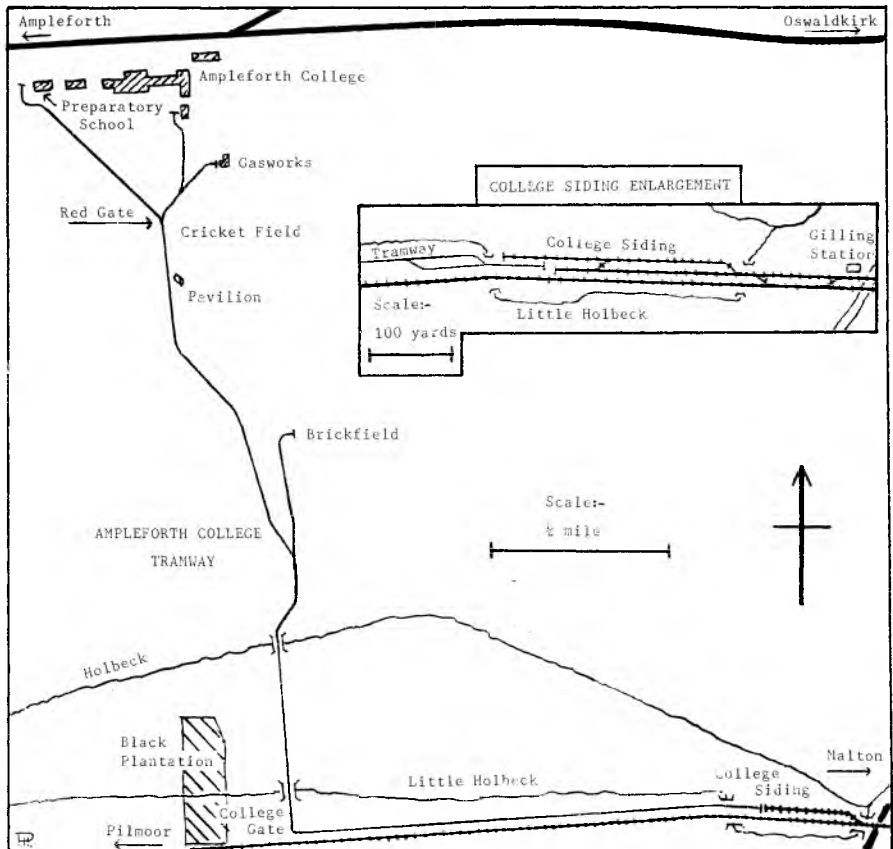 Ampleforth
Oswaldkirk
Ampleforth College
Preparatory
School
Gasworks
Red Gate
Cricket Field
Pavilion
COLLEGE SIDING ENLARGEMENT
Tramway
College Siding
Gilling
Station
Scale:-
100 yards
Little Holbeck
Brickfield
Scale:-
¼ mile
AMPLEFORTH COLLEGE
TRAMWAY
Holbeck
Black
Plantation
Little Holbeck
Malton
College
Siding
College
Gate
Pilmoor